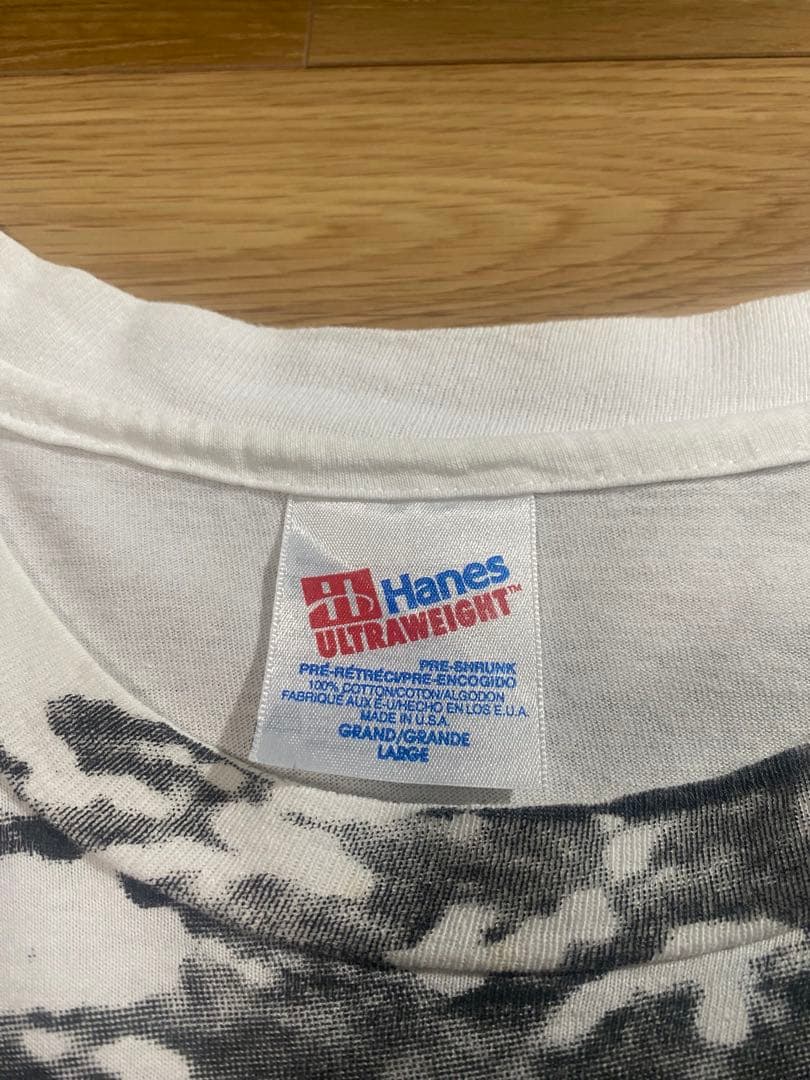 Hanes
ULTRAWEIGHT™
PRE-SHRUNK
PRÉ-RÉTRÉCI/PRE-ENCOGIDO
100% COTTON/COTON/ALGODON
FABRIQUÉ AUX É-U/HECHO EN LOS E.U.A.
MADE IN U.S.A.
GRAND/GRANDE
LARGE